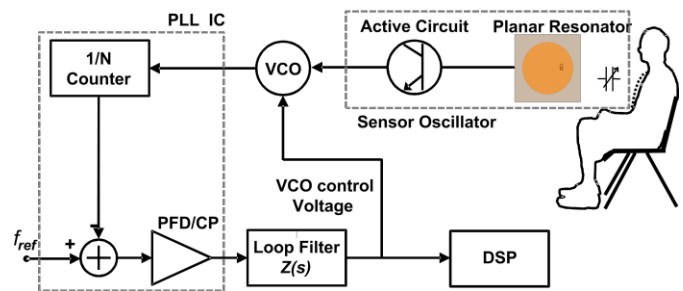 PLL IC
Active Circuit
Planar Resonator
1/N
Counter
VCO
Sensor Oscillator
VCO control
Voltage
PFD/CP
fref
+
-
Loop Filter
Z(s)
DSP